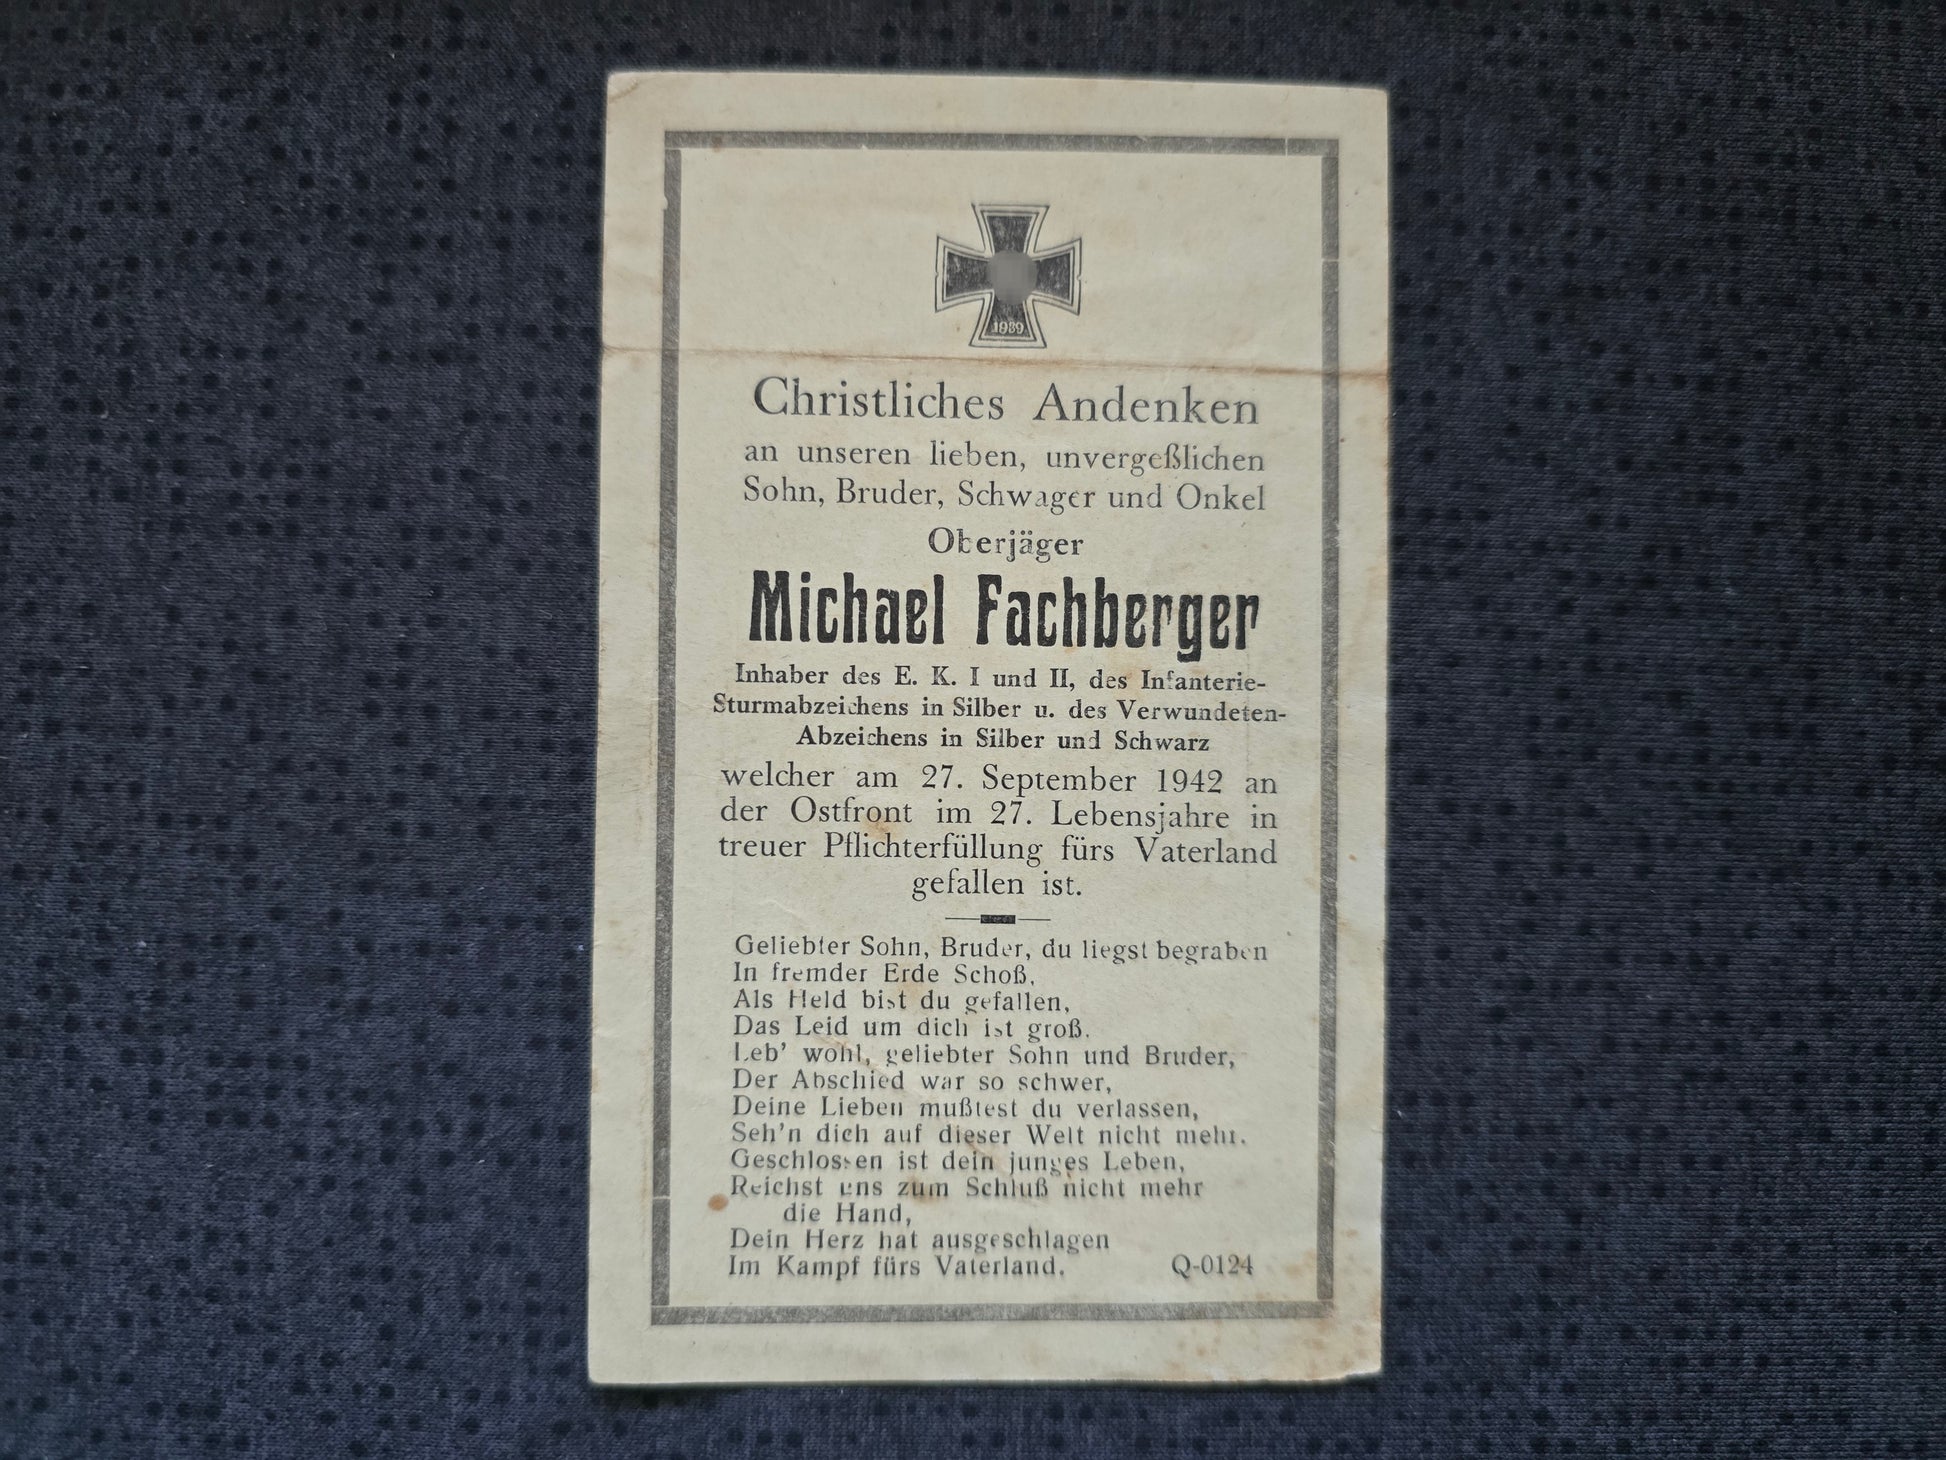 1939
Christliches Andenken
an unseren lieben, unvergeßlichen
Sohn, Bruder, Schwager und Onkel
Oberjäger
Michael Fachberger
Inhaber des E. K. I und II, des Infanterie-
Sturmabzeichens in Silber u. des Verwundeten-
Abzeichens in Silber und Schwarz
welcher am 27. September 1942 an
der Ostfront im 27. Lebensjahre in
treuer Pflichterfüllung fürs Vaterland
gefallen ist.
Geliebter Sohn, Bruder, du liegst begraben
In fremder Erde Schoß,
Als Held bist du gefallen,
Das Leid um dich ist groß.
Leb' wohl, geliebter Sohn und Bruder,
Der Abschied war so schwer,
Deine Lieben mußtest du verlassen,
Seh'n dich auf dieser Welt nicht mehr.
Geschlossen ist dein junges Leben,
Reichst uns zum Schluß nicht mehr
die Hand,
Dein Herz hat ausgeschlagen
Im Kampf fürs Vaterland. Q-0124